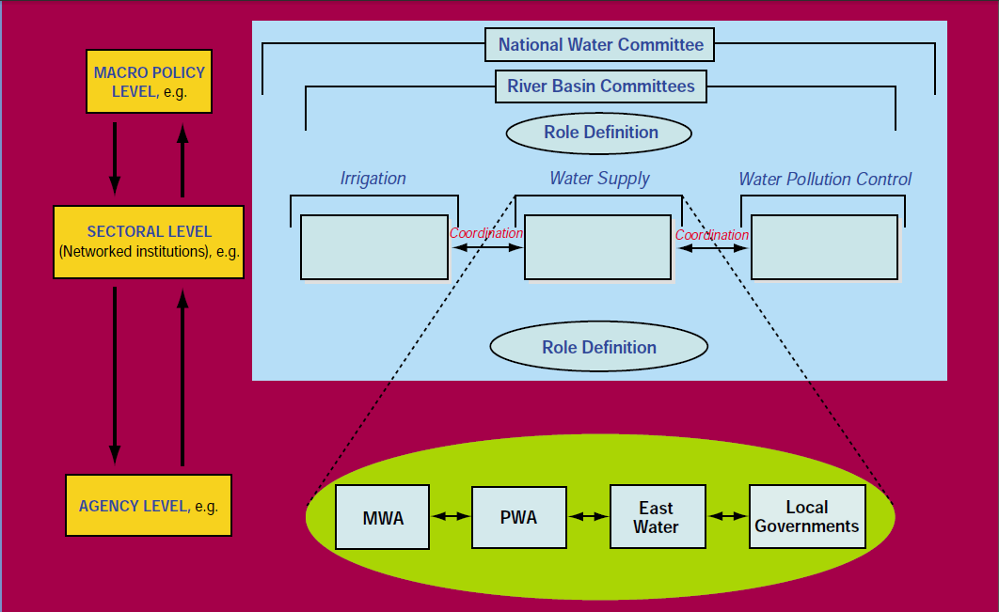 National Water Committee
MACRO POLICY
LEVEL, e.g.
River Basin Committees
Role Definition
Irrigation
Water Supply
Water Pollution Control
SECTORAL LEVEL
(Networked institutions), e.g.
Coordination
Coordination
Role Definition
AGENCY LEVEL, e.g.
MWA
PWA
East
Water
Local
Governments